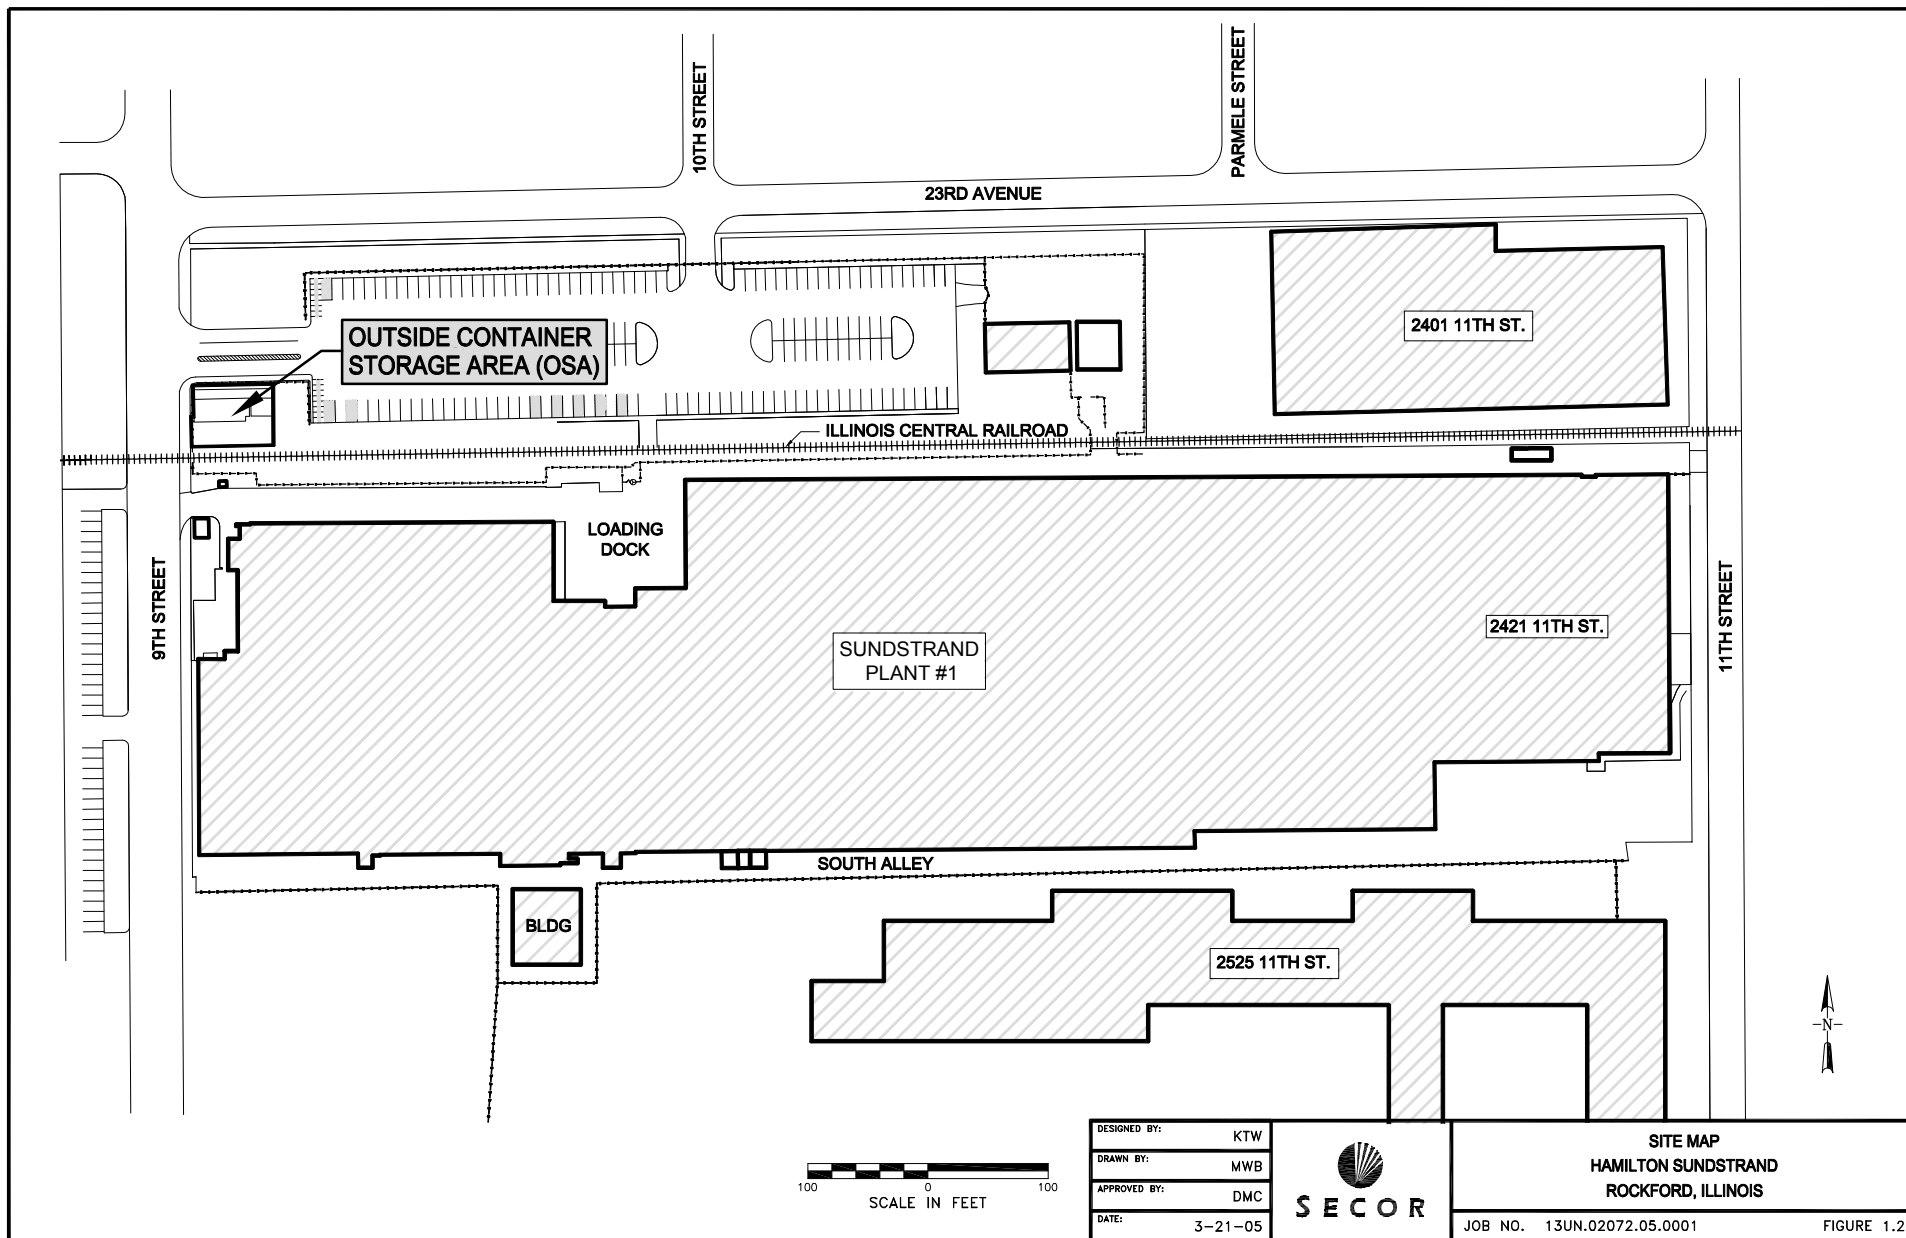 10TH STREET
PARMELE STREET
23RD AVENUE
OUTSIDE CONTAINER
STORAGE AREA (OSA)
2401 11TH ST.
ILLINOIS CENTRAL RAILROAD
LOADING
DOCK
9TH STREET
SUNDSTRAND
PLANT #1
2421 11TH ST.
11TH STREET
SOUTH ALLEY
BLDG
2525 11TH ST.
N
100 0 100
SCALE IN FEET
DESIGNED BY: KTW
DRAWN BY: MWB
APPROVED BY: DMC
DATE: 3-21-05
SECOR
SITE MAP
HAMILTON SUNDSTRAND
ROCKFORD, ILLINOIS
JOB NO. 13UN.02072.05.0001 FIGURE 1.2